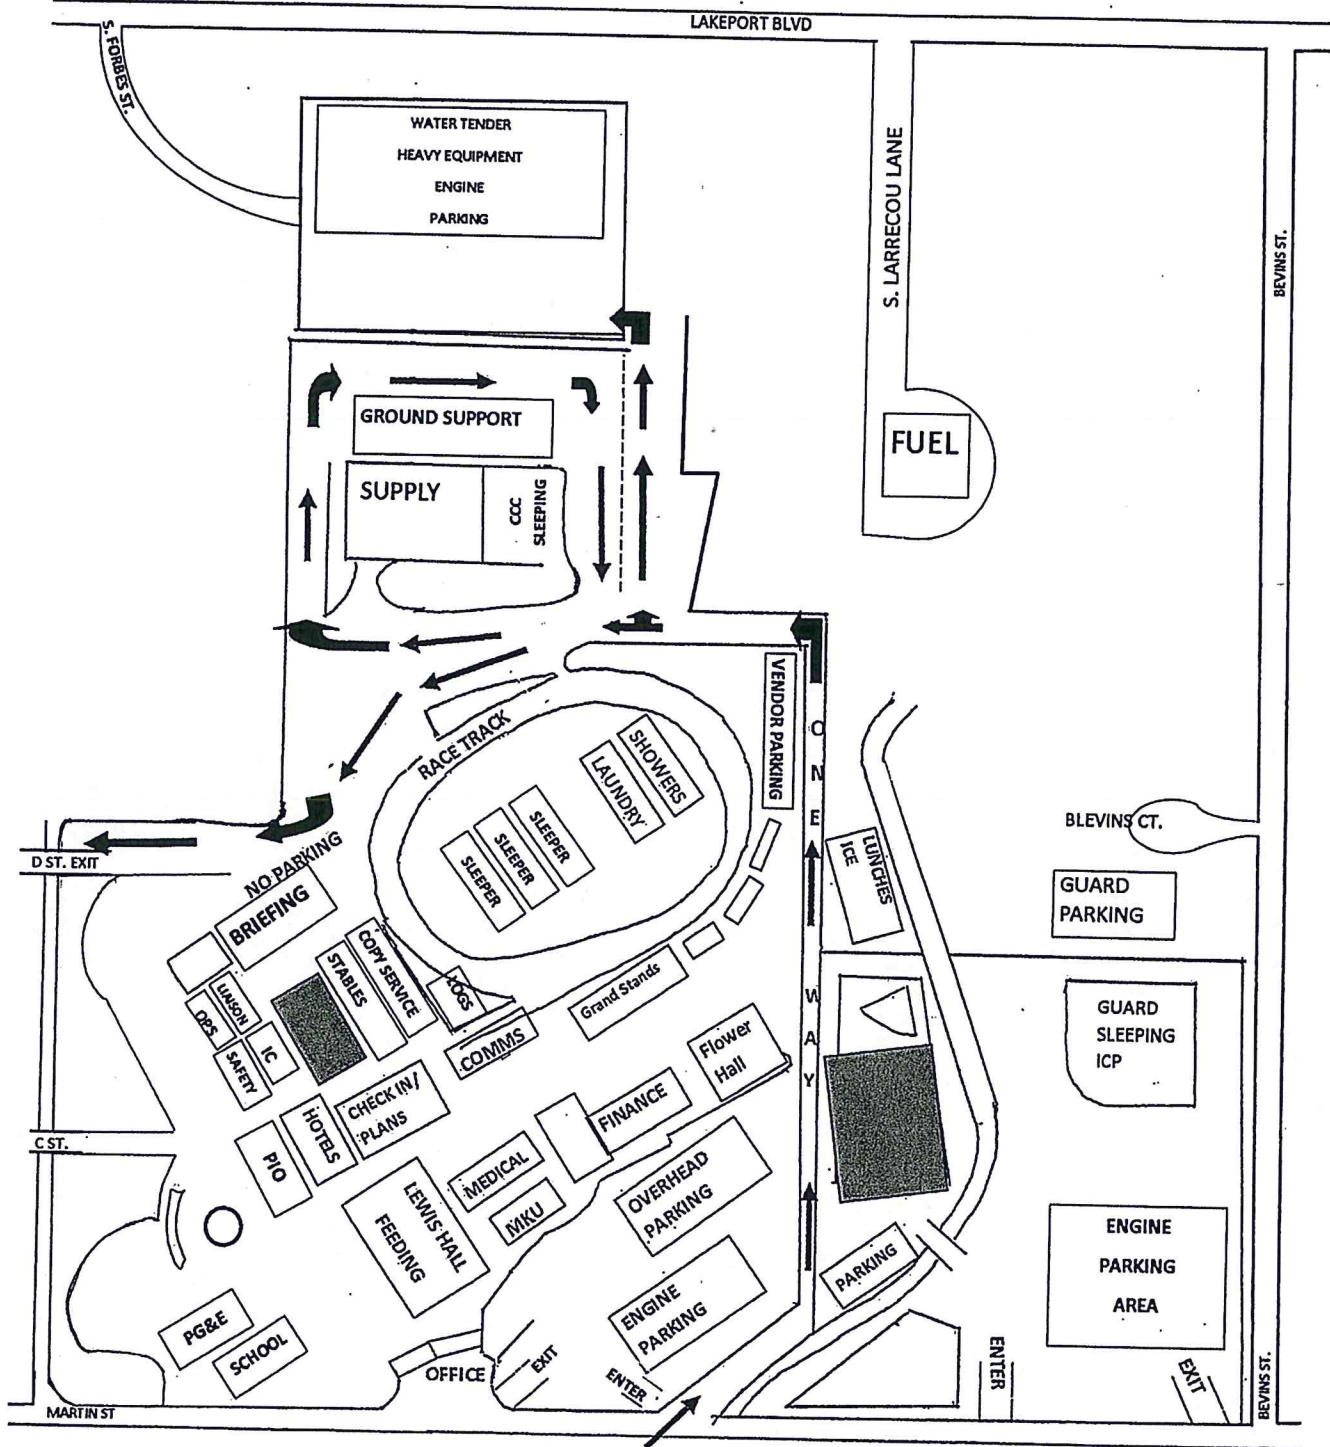 LAKEPORT BLVD
S. FORBES ST.
WATER TENDER
HEAVY EQUIPMENT
ENGINE
PARKING
S. LARRECOU LANE
BEVINS ST.
GROUND SUPPORT
FUEL
SUPPLY
CCC
SLEEPING
VENDOR PARKING
ONE WAY
RACE TRACK
SHOWERS
LAUNDRY
SLEEPER
SLEEPER
SLEEPER
LUNCHES
ICE
BLEVINS CT.
GUARD
PARKING
D ST. EXIT
NO PARKING
BRIEFING
COPY SERVICE
STABLES
LOGS
Grand Stands
LIAISON
OPS
IC
SAFETY
COMMS
Flower
Hall
GUARD
SLEEPING
ICP
CHECK IN/
PLANS
HOTELS
FINANCE
C ST.
PIO
MEDICAL
MKU
OVERHEAD
PARKING
LEWIS HALL
FEEDING
PARKING
ENGINE
PARKING
AREA
ENGINE
PARKING
PG&E
SCHOOL
OFFICE
EXIT
ENTER
ENTER
EXIT
BEVINS ST.
MARTIN ST